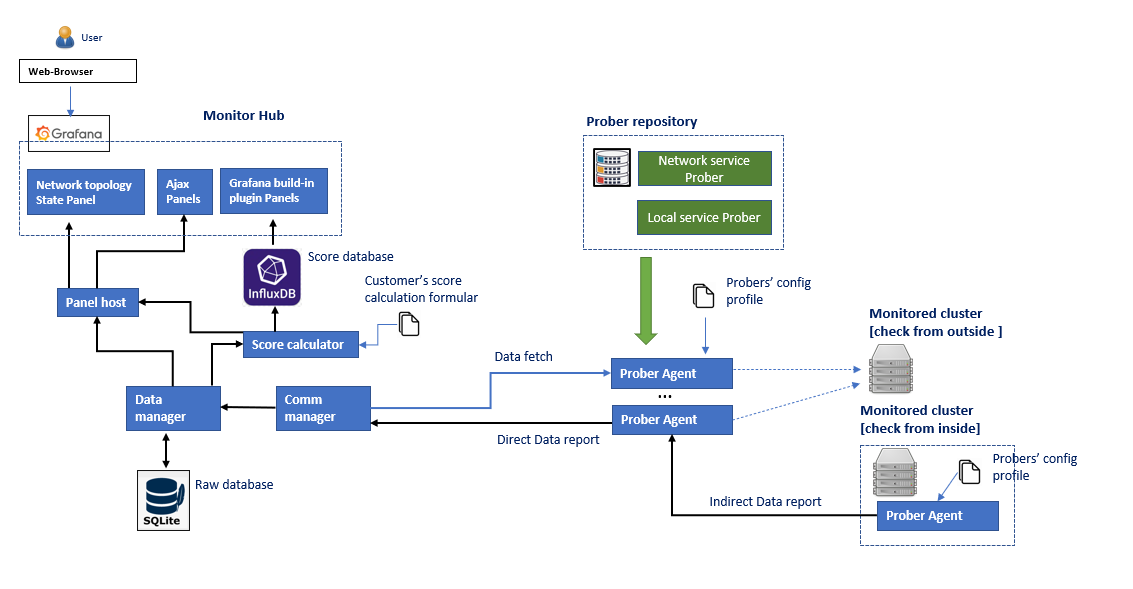 User
Web-Browser
Grafana
Monitor Hub
Network topology
State Panel
Ajax
Panels
Grafana build-in
plugin Panels
Prober repository
Network service
Prober
Local service Prober
Score database
InfluxDB
Customer's score
calculation formular
Panel host
Score calculator
Probers' config
profile
Monitored cluster
[check from outside ]
Data fetch
Prober Agent
...
Prober Agent
Data
manager
Comm
manager
Direct Data report
Monitored cluster
[check from inside]
Probers' config
profile
Raw database
SQLite
Indirect Data report
Prober Agent